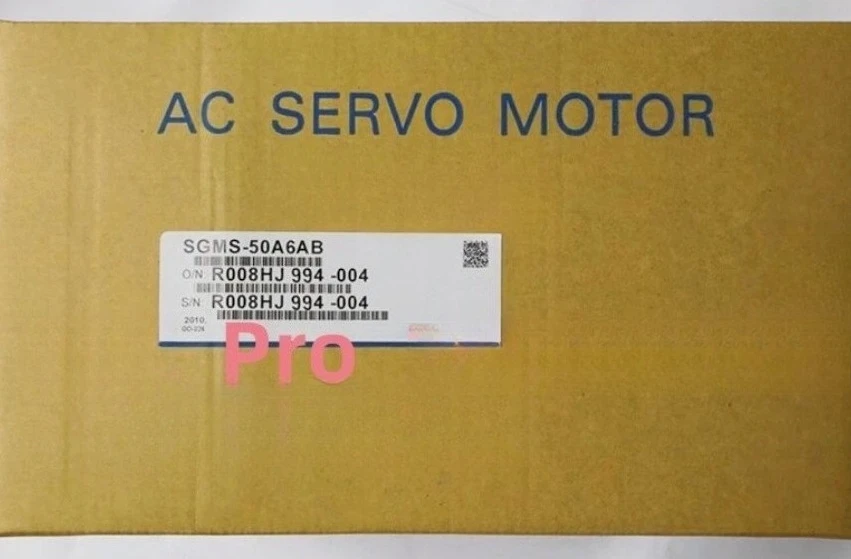 AC SERVO MOTOR
SGMS-50A6AB
O/N: R008HJ 994 -004
S/N: R008HJ 994 -004
2010.
Pro